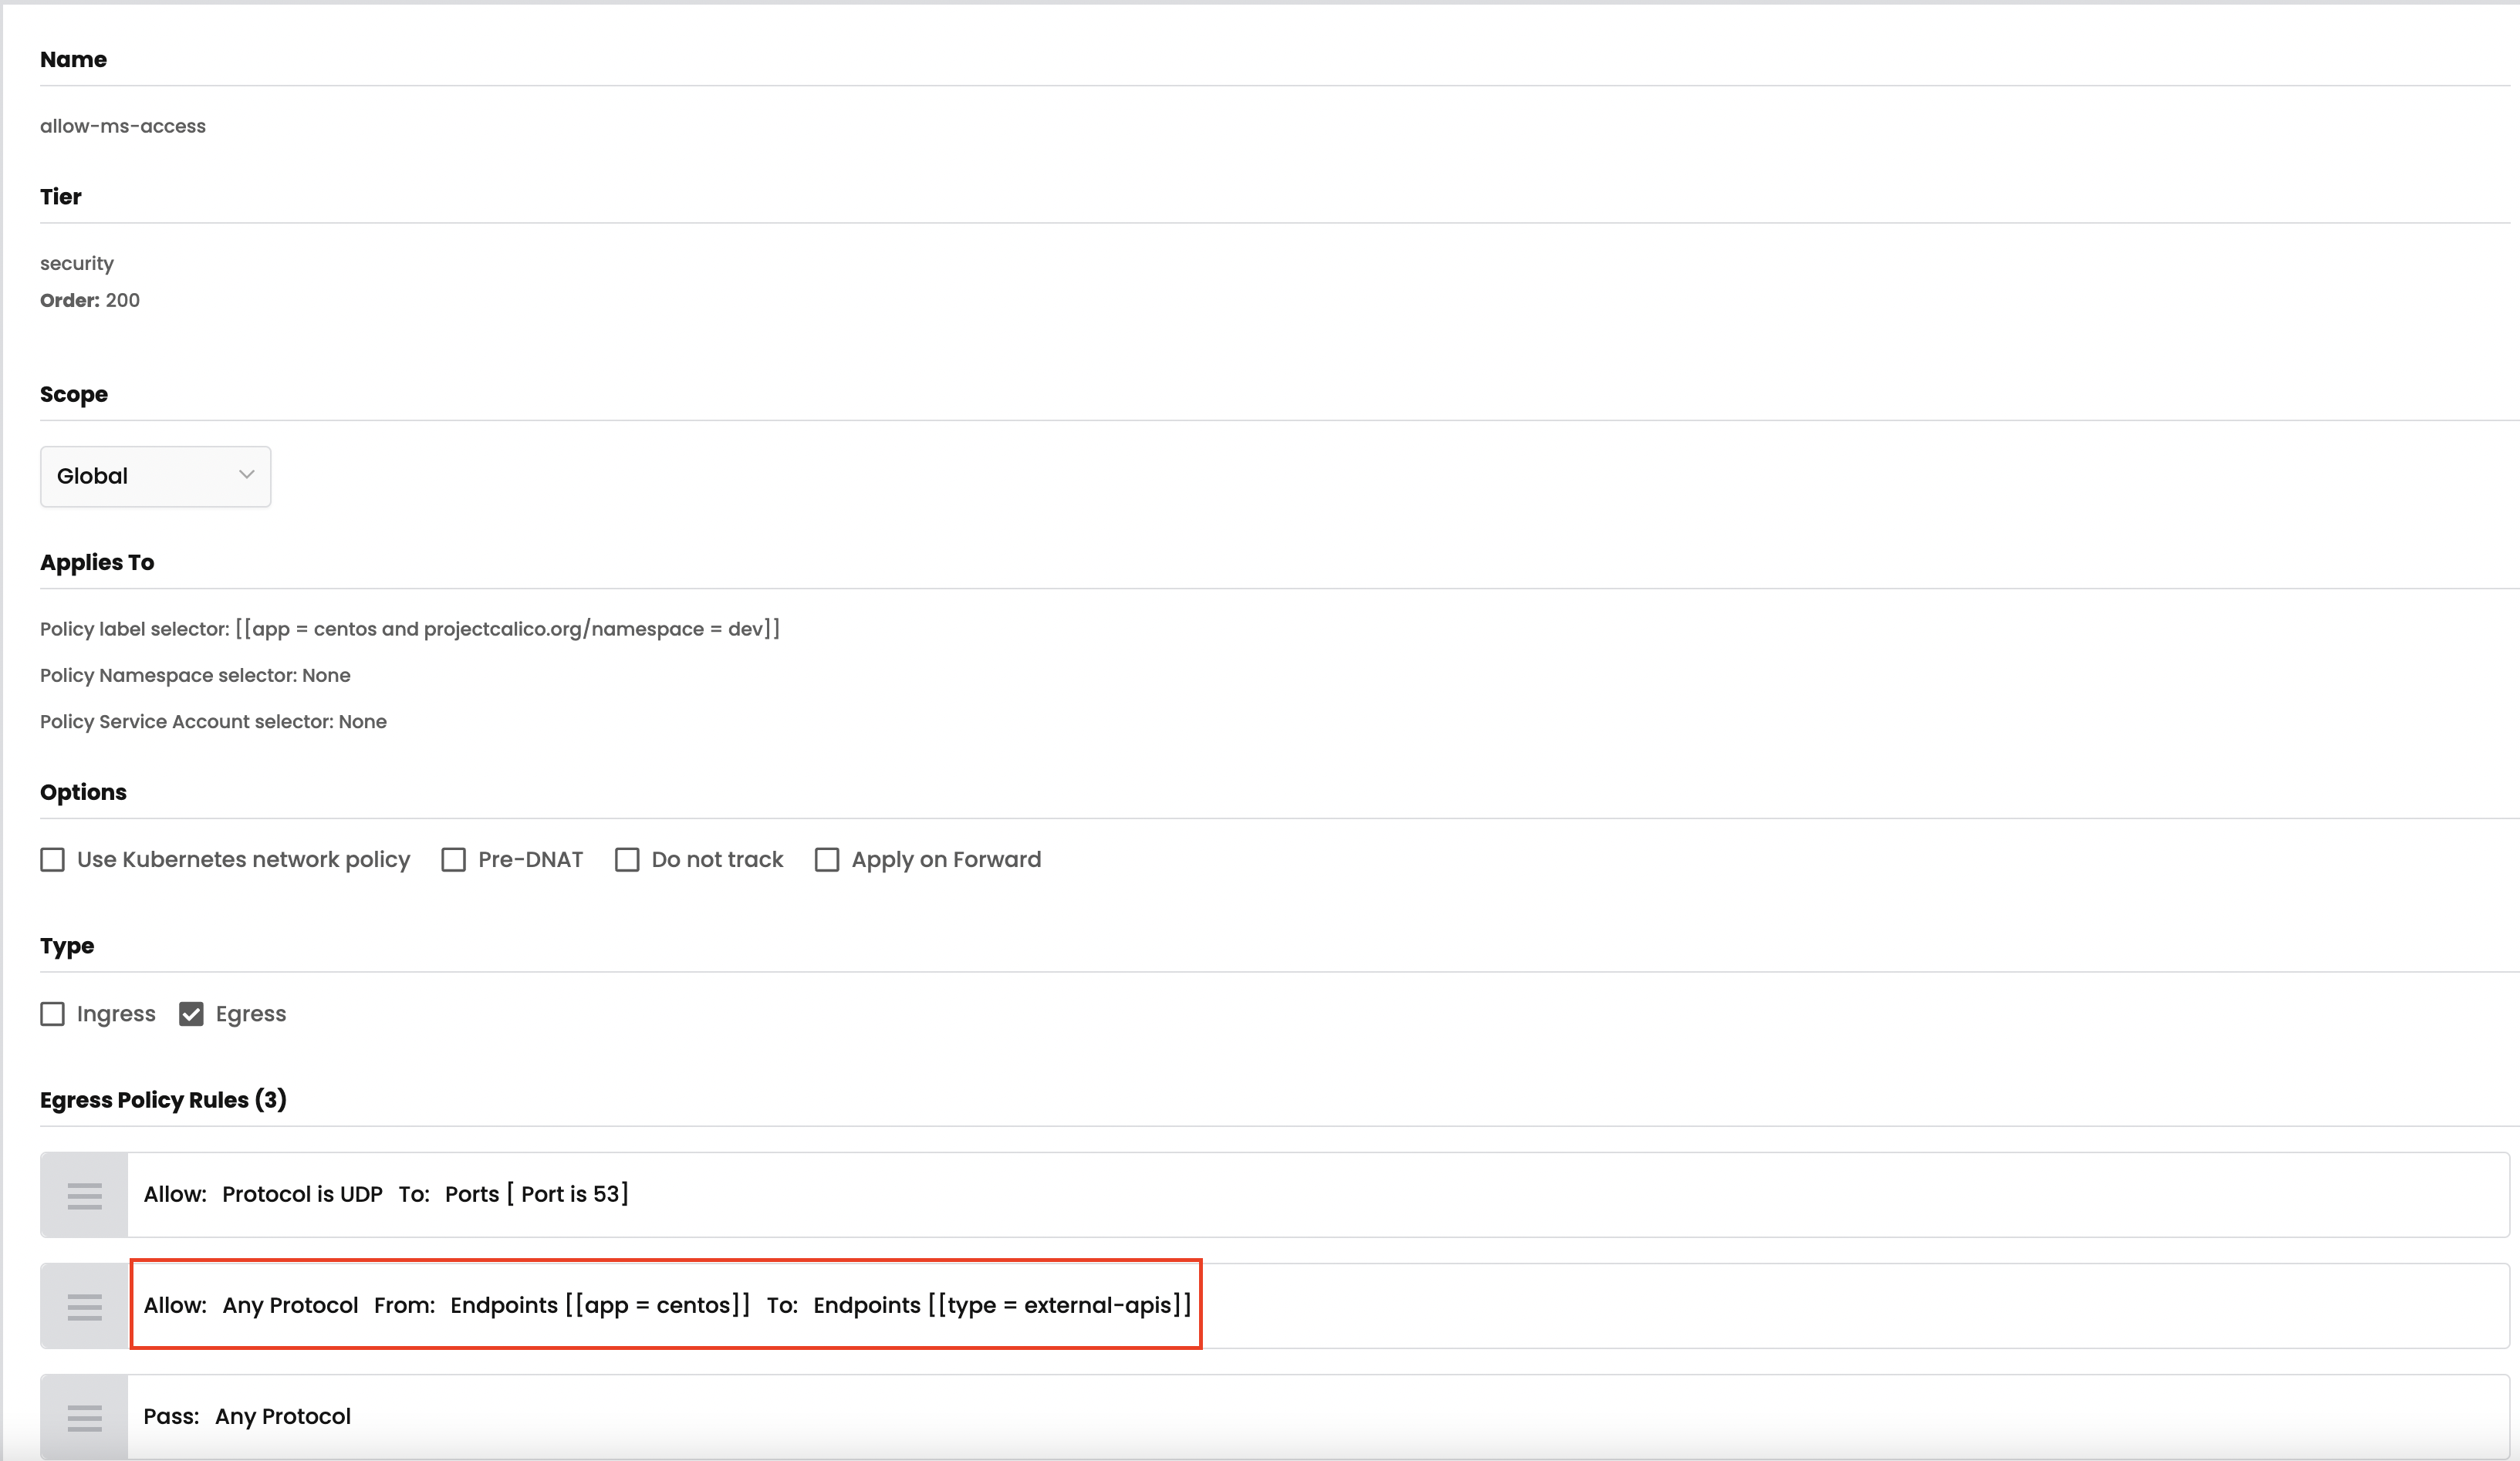 Name
allow-ms-access
Tier
security
Order: 200
Scope
Global
Applies To
Policy label selector: [[app = centos and projectcalico.org/namespace = dev]]
Policy Namespace selector: None
Policy Service Account selector: None
Options
Use Kubernetes network policy Pre-DNAT Do not track Apply on Forward
Type
Ingress Egress
Egress Policy Rules (3)
Allow: Protocol is UDP To: Ports [ Port is 53]
Allow: Any Protocol From: Endpoints [[app = centos]] To: Endpoints [[type = external-apis]]
Pass: Any Protocol